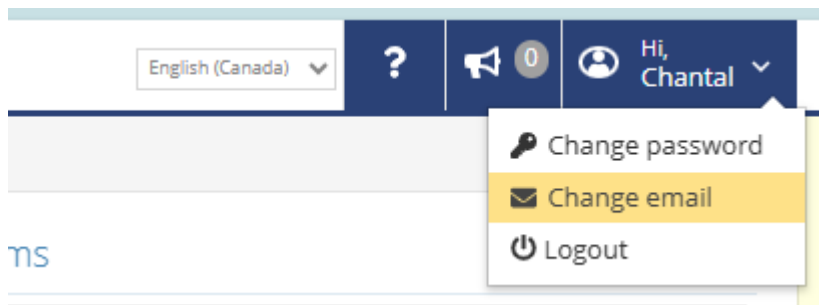 English (Canada)
?
0
Hi,
Chantal
Change password
Change email
Logout
ms